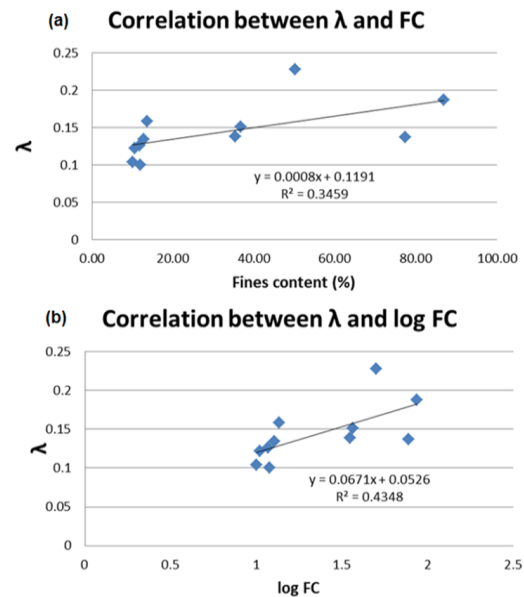 (a) Correlation between λ and FC
0.25
0.2
0.15
0.1
0.05
0
λ
y = 0.0008x + 0.1191
R² = 0.3459
0.00 20.00 40.00 60.00 80.00 100.00
Fines content (%)
(b) Correlation between λ and log FC
0.25
0.2
0.15
0.1
0.05
0
λ
y = 0.0671x + 0.0526
R² = 0.4348
0 0.5 1 1.5 2 2.5
log FC